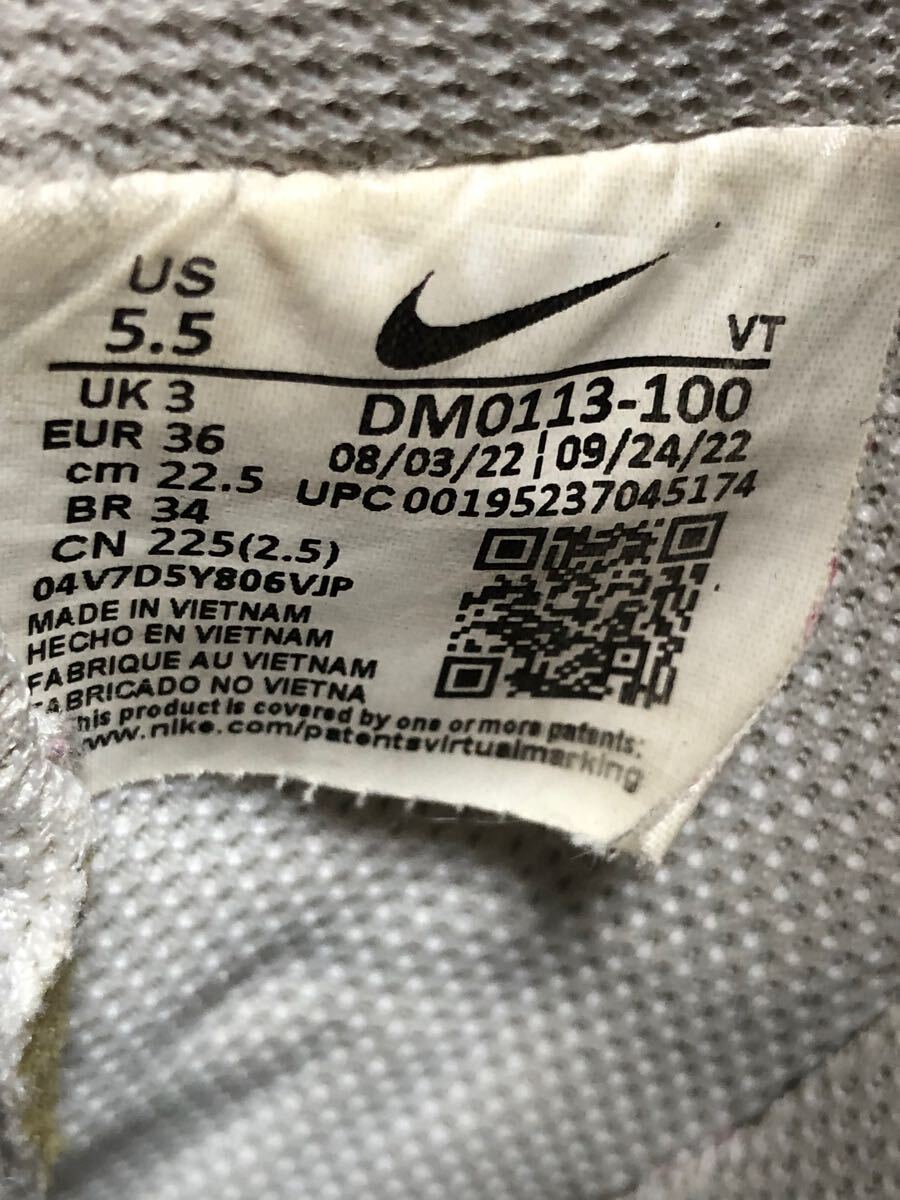 US
5.5
VT
UK 3
EUR 36
cm 22.5
BR 34
CN 225(2.5)
DM0113-100
08/03/22 | 09/24/22
UPC 00195237045174
04V7D5Y806VJP
MADE IN VIETNAM
HECHO EN VIETNAM
FABRIQUE AU VIETNAM
FABRICADO NO VIETNA
his product is covered by one or more patents:
www.nike.com/patentsvirtualmarking